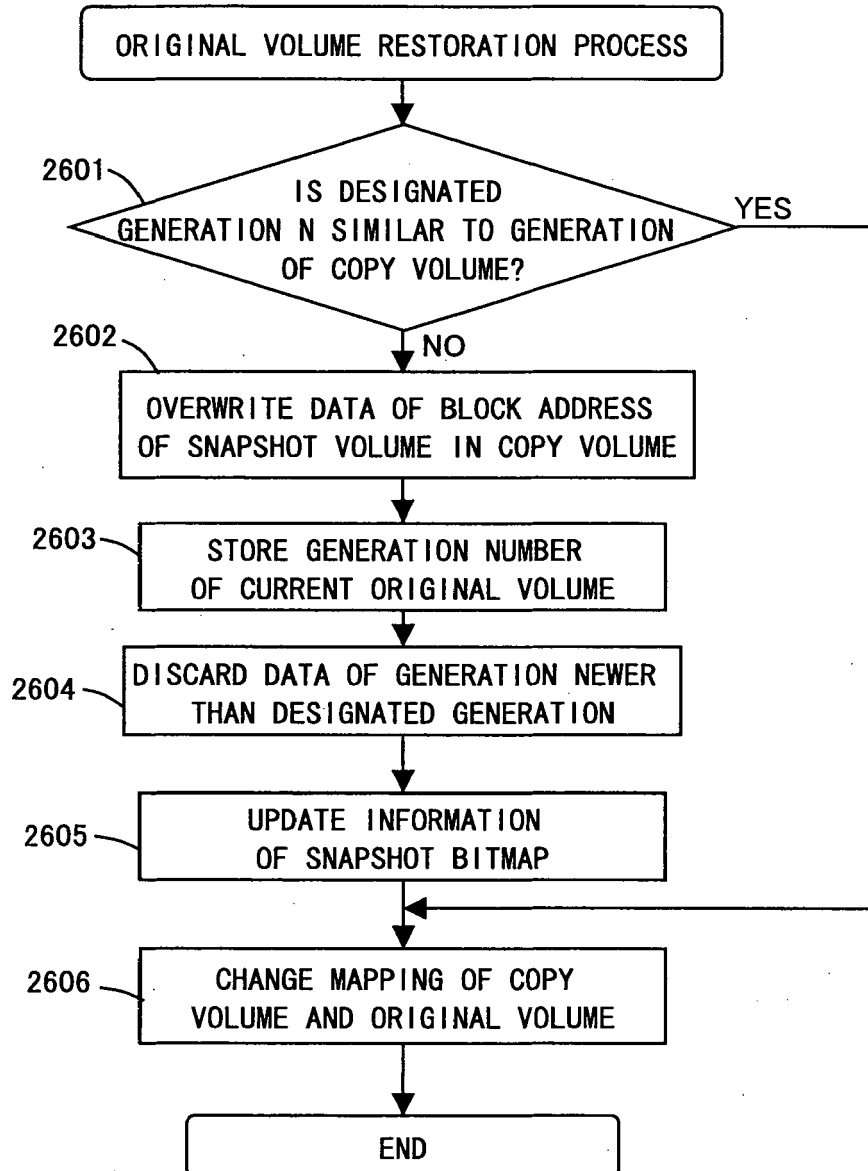 ORIGINAL VOLUME RESTORATION PROCESS
2601
IS DESIGNATED
GENERATION N SIMILAR TO GENERATION
OF COPY VOLUME?
YES
NO
2602
OVERWRITE DATA OF BLOCK ADDRESS
OF SNAPSHOT VOLUME IN COPY VOLUME
2603
STORE GENERATION NUMBER
OF CURRENT ORIGINAL VOLUME
2604
DISCARD DATA OF GENERATION NEWER
THAN DESIGNATED GENERATION
2605
UPDATE INFORMATION
OF SNAPSHOT BITMAP
2606
CHANGE MAPPING OF COPY
VOLUME AND ORIGINAL VOLUME
END